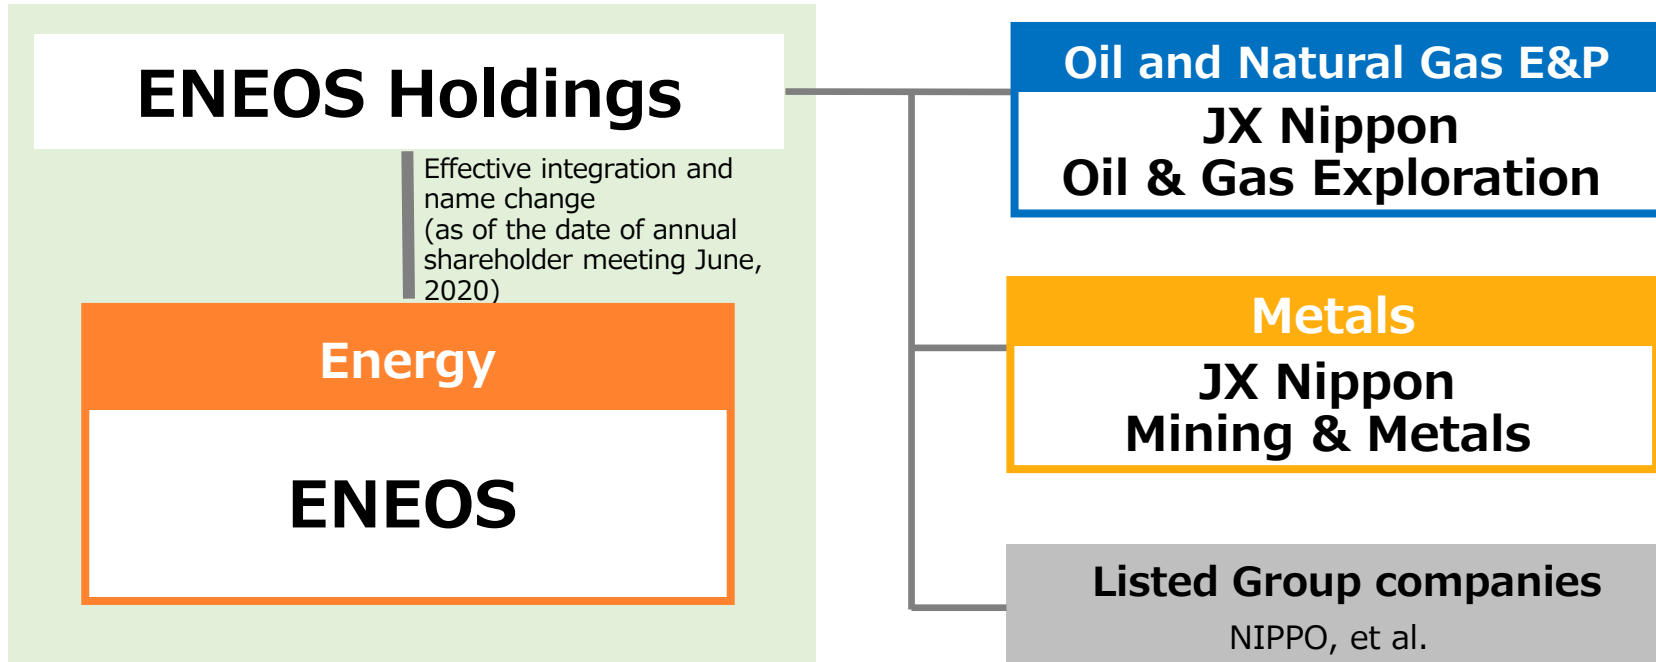 ENEOS Holdings
Effective integration and
name change
(as of the date of annual
shareholder meeting June,
2020)
Energy
ENEOS
Oil and Natural Gas E&P
JX Nippon
Oil & Gas Exploration
Metals
JX Nippon
Mining & Metals
Listed Group companies
NIPPO, et al.